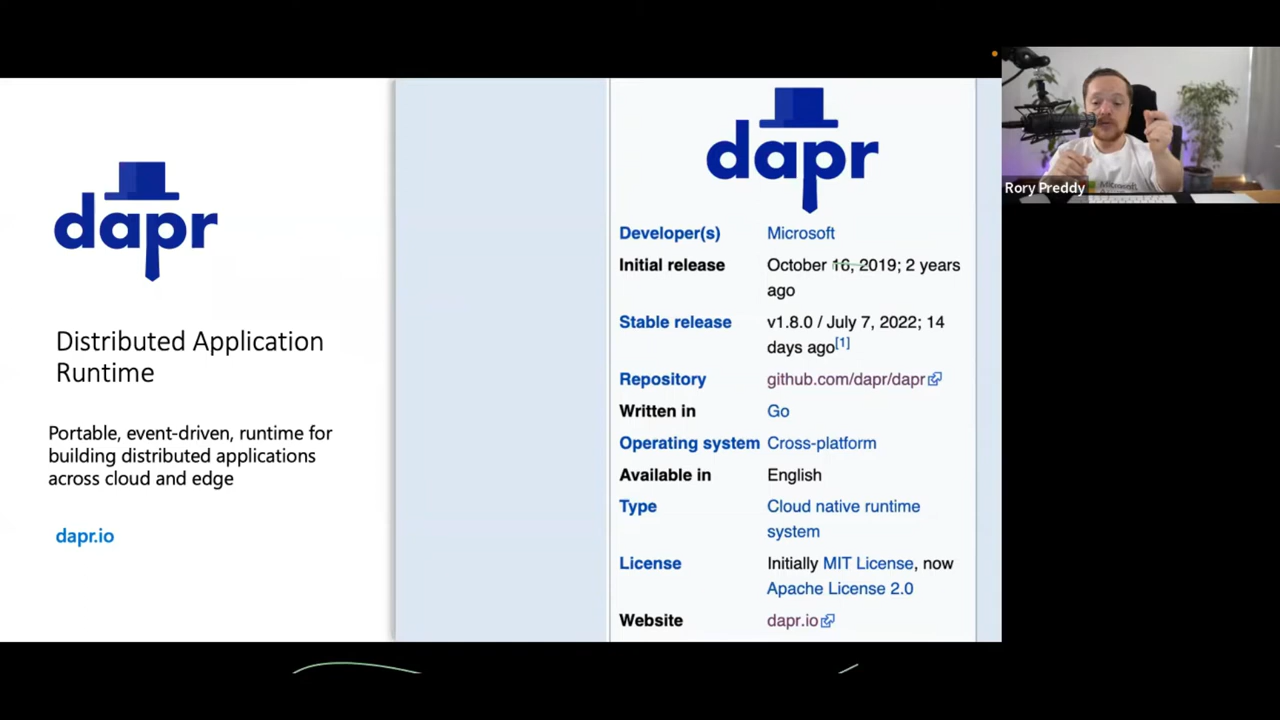 dapr
Distributed Application
Runtime
Portable, event-driven, runtime for
building distributed applications
across cloud and edge
dapr.io
dapr
Developer(s) Microsoft
Initial release October 16, 2019; 2 years
ago
Stable release v1.8.0 / July 7, 2022; 14
days ago[1]
Repository github.com/dapr/dapr
Written in Go
Operating system Cross-platform
Available in English
Type Cloud native runtime
system
License Initially MIT License, now
Apache License 2.0
Website dapr.io
Rory Preddy
Microsoft